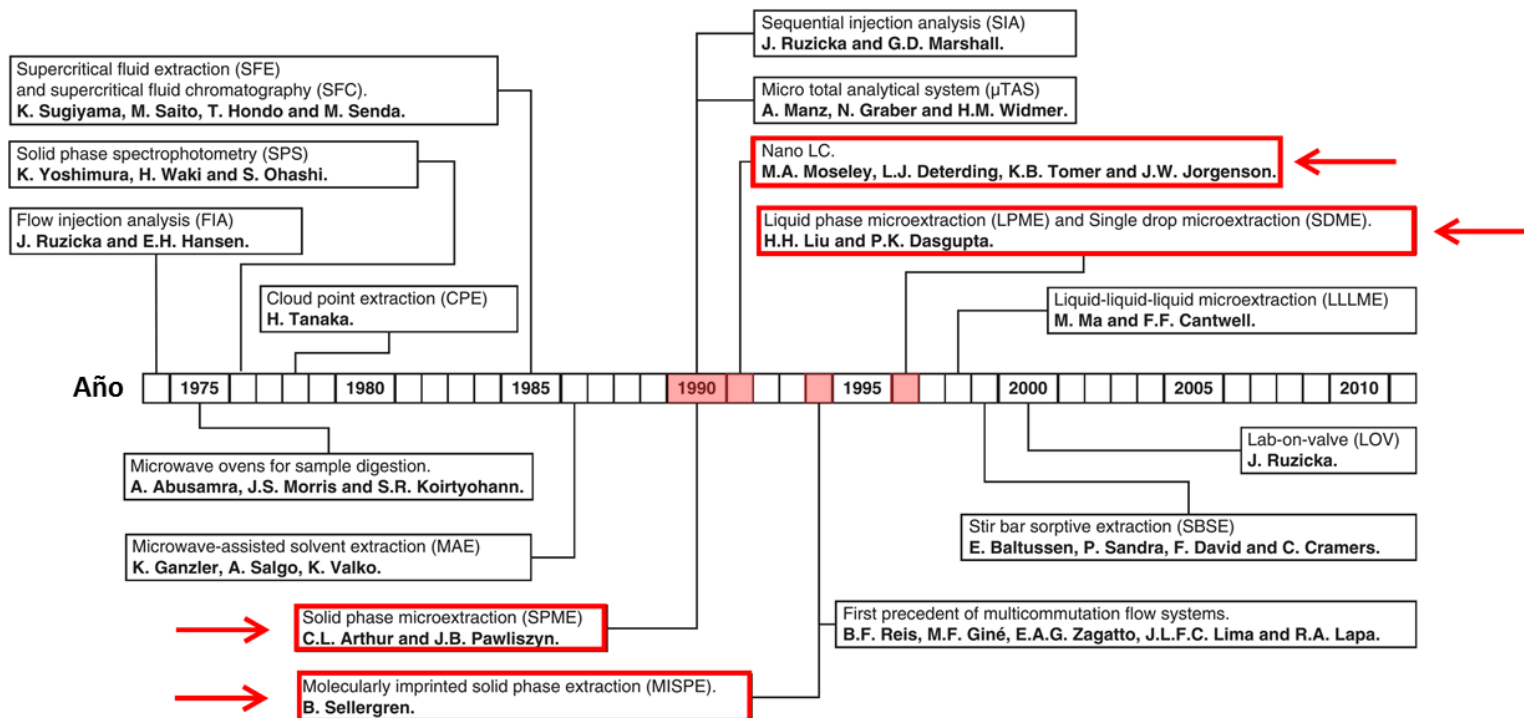 Sequential injection analysis (SIA)
J. Ruzicka and G.D. Marshall.
Supercritical fluid extraction (SFE)
and supercritical fluid chromatography (SFC).
K. Sugiyama, M. Saito, T. Hondo and M. Senda.
Micro total analytical system (µTAS)
A. Manz, N. Graber and H.M. Widmer.
Solid phase spectrophotometry (SPS)
K. Yoshimura, H. Waki and S. Ohashi.
Nano LC.
M.A. Moseley, L.J. Deterding, K.B. Tomer and J.W. Jorgenson.
Flow injection analysis (FIA)
J. Ruzicka and E.H. Hansen.
Liquid phase microextraction (LPME) and Single drop microextraction (SDME).
H.H. Liu and P.K. Dasgupta.
Cloud point extraction (CPE)
H. Tanaka.
Liquid-liquid-liquid microextraction (LLLME)
M. Ma and F.F. Cantwell.
Año 1975 1980 1985 1990 1995 2000 2005 2010
Microwave ovens for sample digestion.
A. Abusamra, J.S. Morris and S.R. Koirtyohann.
Lab-on-valve (LOV)
J. Ruzicka.
Microwave-assisted solvent extraction (MAE)
K. Ganzler, A. Salgo, K. Valko.
Stir bar sorptive extraction (SBSE)
E. Baltussen, P. Sandra, F. David and C. Cramers.
Solid phase microextraction (SPME)
C.L. Arthur and J.B. Pawliszyn.
First precedent of multicommutation flow systems.
B.F. Reis, M.F. Giné, E.A.G. Zagatto, J.L.F.C. Lima and R.A. Lapa.
Molecularly imprinted solid phase extraction (MISPE).
B. Sellergren.